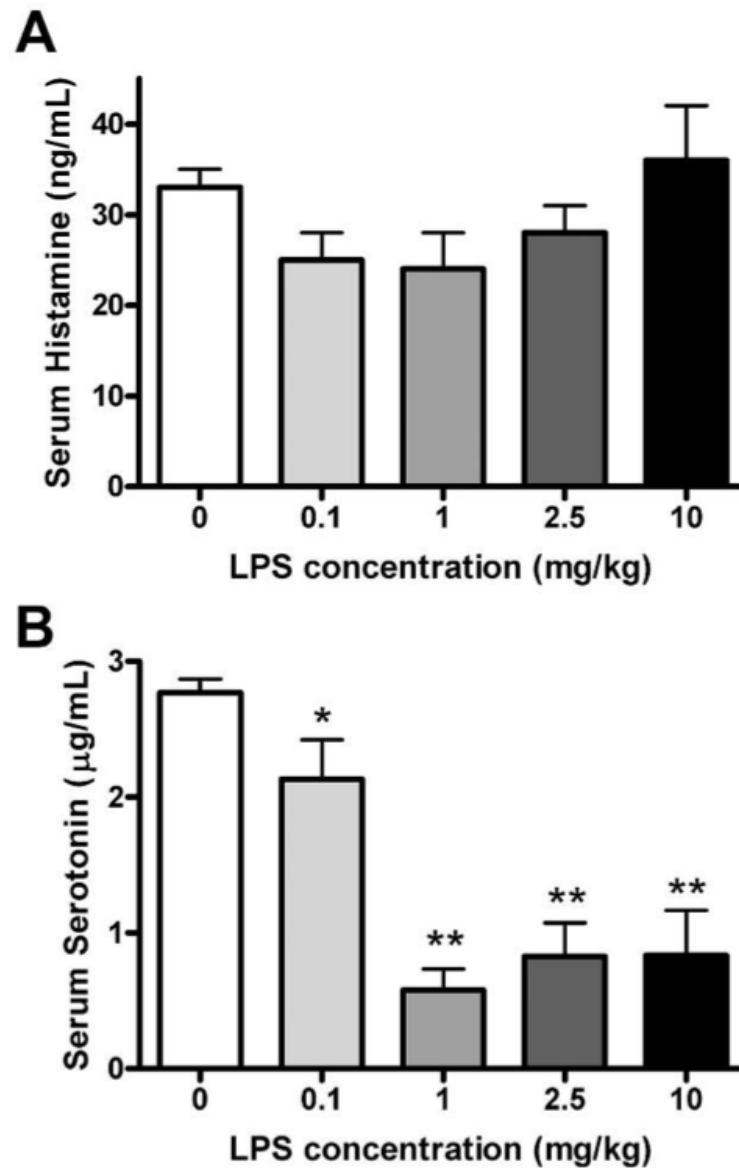 A
Serum Histamine (ng/mL)
40
30
20
10
0
0 0.1 1 2.5 10
LPS concentration (mg/kg)
B
Serum Serotonin (μg/mL)
3
2
1
0
*
**
**
**
0 0.1 1 2.5 10
LPS concentration (mg/kg)